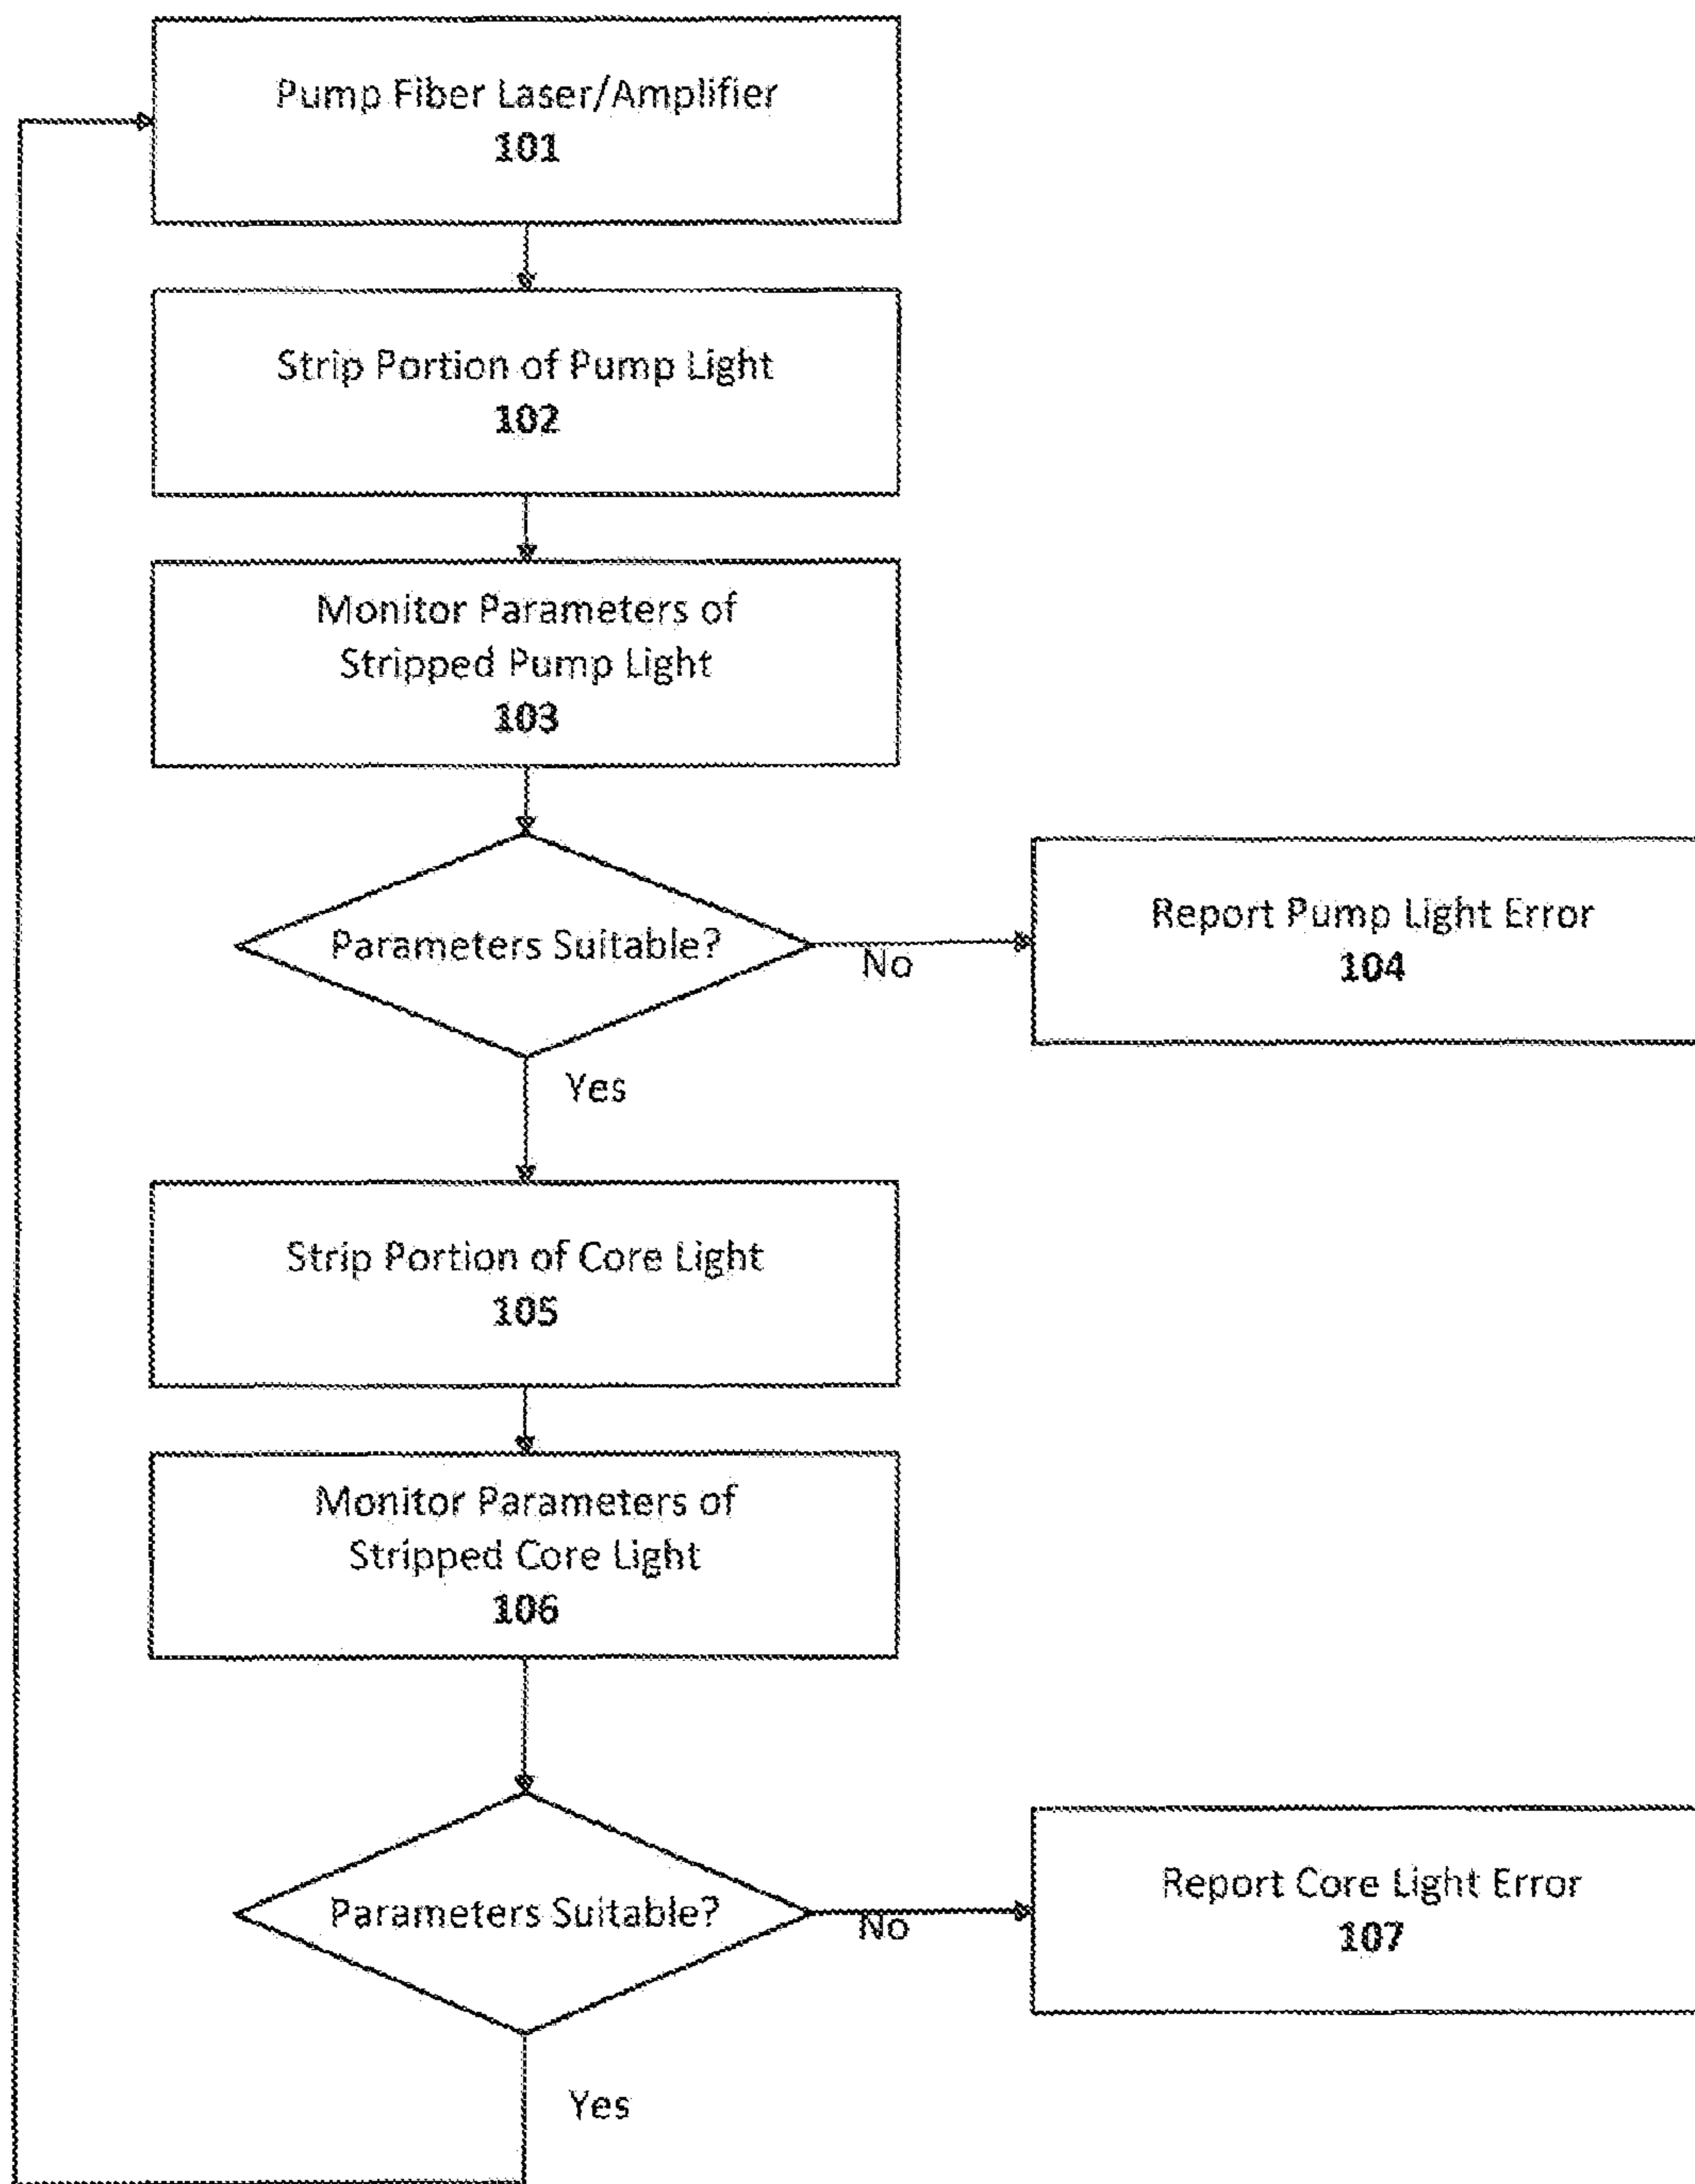 Pump Fiber Laser/Amplifier
101
Strip Portion of Pump Light
102
Monitor Parameters of
Stripped Pump Light
103
Parameters Suitable?
No
Report Pump Light Error
104
Yes
Strip Portion of Core Light
105
Monitor Parameters of
Stripped Core Light
106
Parameters Suitable?
No
Report Core Light Error
107
Yes